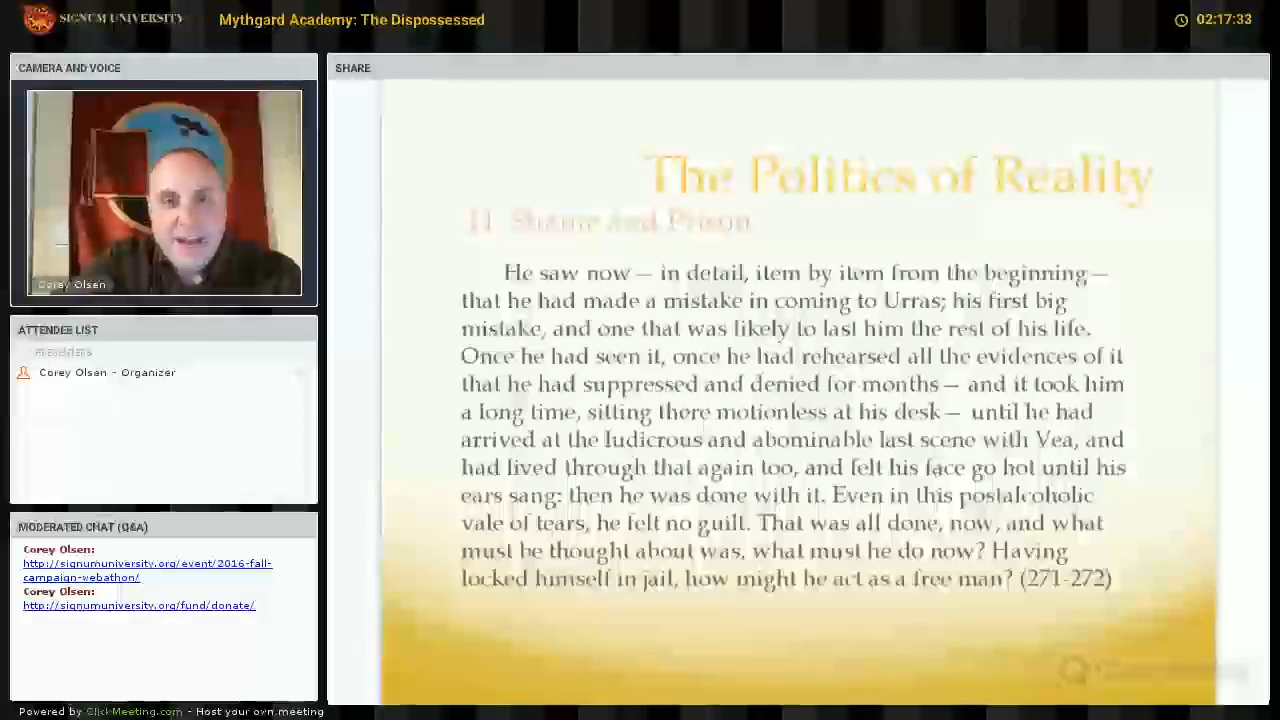 SIGNUM UNIVERSITY
Mythgard Academy: The Dispossessed
02:17:33
CAMERA AND VOICE
Corey Olsen
ATTENDEE LIST
Corey Olsen - Organizer
MODERATED CHAT (Q&A)
Corey Olsen:
http://signumuniversity.org/event/2016-fall-
campaign-webathon/
Corey Olsen:
http://signumuniversity.org/fund/donate/
SHARE
The Politics of Reality
11 Shame and Prison
He saw now — in detail, item by item from the beginning —
that he had made a mistake in coming to Urras; his first big
mistake, and one that was likely to last him the rest of his life.
Once he had seen it, once he had rehearsed all the evidences of it
that he had suppressed and denied for months — and it took him
a long time, sitting there motionless at his desk — until he had
arrived at the ludicrous and abominable last scene with Vea, and
had lived through that again too, and felt his face go hot until his
ears sang: then he was done with it. Even in this postalcoholic
vale of tears, he felt no guilt. That was all done, now, and what
must be thought about was, what must he do now? Having
locked himself in jail, how might he act as a free man? (271-272)
Powered by ClickMeeting.com - Host your own meeting